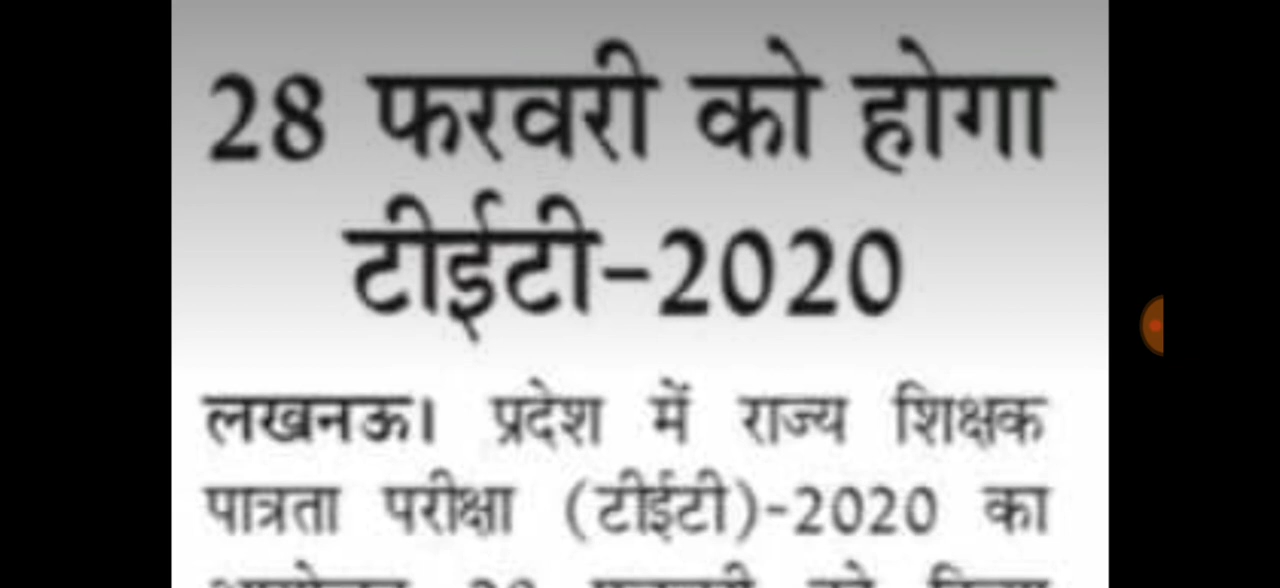 28 फरवरी को होगा
टीईटी-2020
लखनऊ। प्रदेश में राज्य शिक्षक
पात्रता परीक्षा (टीईटी)-2020 का